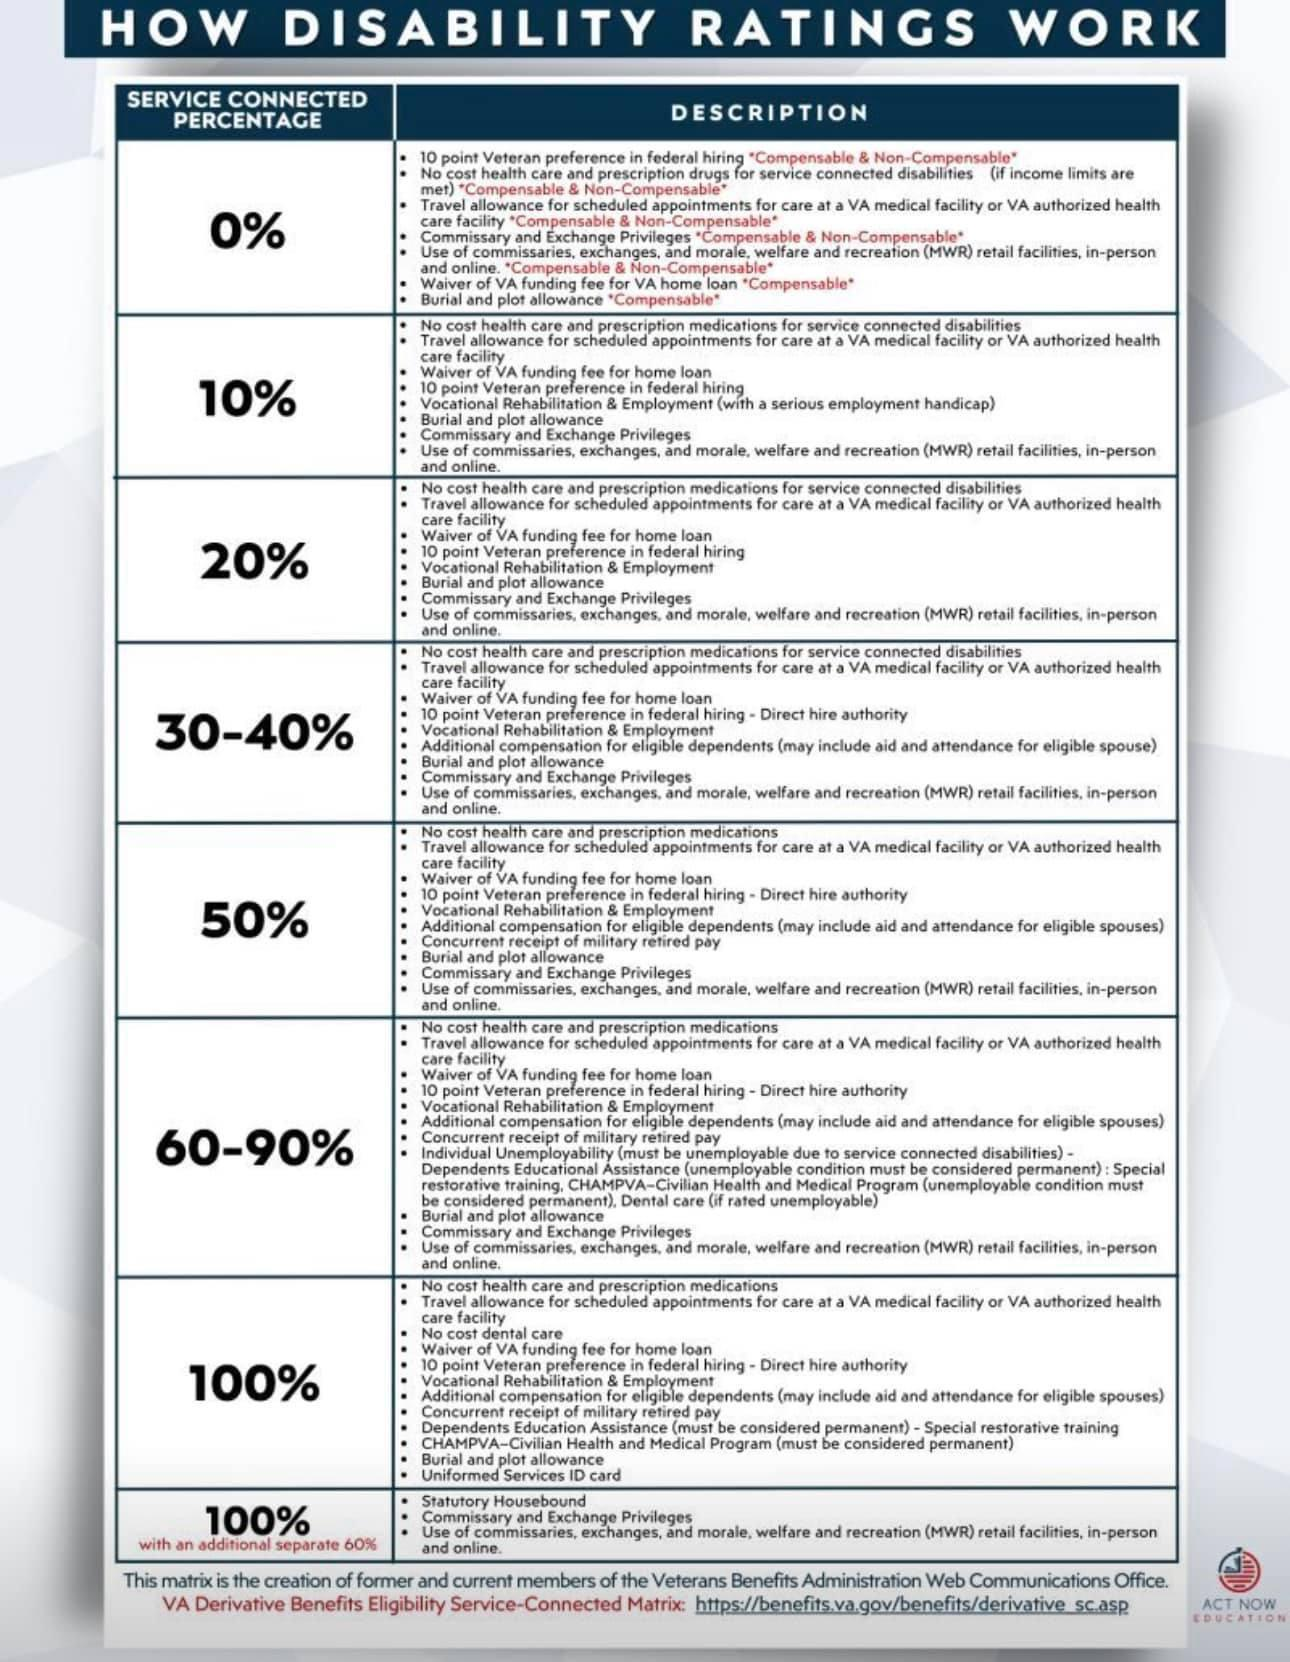 HOW DISABILITY RATINGS WORK
SERVICE CONNECTED
PERCENTAGE
DESCRIPTION
0%
• 10 point Veteran preference in federal hiring *Compensable & Non-Compensable*
• No cost health care and prescription drugs for service connected disabilities (if income limits are
met) *Compensable & Non-Compensable*
• Travel allowance for scheduled appointments for care at a VA medical facility or VA authorized health
care facility *Compensable & Non-Compensable*
• Commissary and Exchange Privileges *Compensable & Non-Compensable*
• Use of commissaries, exchanges, and morale, welfare and recreation (MWR) retail facilities, in-person
and online. *Compensable & Non-Compensable*
• Waiver of VA funding fee for VA home loan *Compensable*
• Burial and plot allowance *Compensable*
10%
• No cost health care and prescription medications for service connected disabilities
• Travel allowance for scheduled appointments for care at a VA medical facility or VA authorized health
care facility
• Waiver of VA funding fee for home loan
• 10 point Veteran preference in federal hiring
• Vocational Rehabilitation & Employment (with a serious employment handicap)
• Burial and plot allowance
• Commissary and Exchange Privileges
• Use of commissaries, exchanges, and morale, welfare and recreation (MWR) retail facilities, in-person
and online.
20%
• No cost health care and prescription medications for service connected disabilities
• Travel allowance for scheduled appointments for care at a VA medical facility or VA authorized health
care facility
• Waiver of VA funding fee for home loan
• 10 point Veteran preference in federal hiring
• Vocational Rehabilitation & Employment
• Burial and plot allowance
• Commissary and Exchange Privileges
• Use of commissaries, exchanges, and morale, welfare and recreation (MWR) retail facilities, in-person
and online.
30-40%
• No cost health care and prescription medications for service connected disabilities
• Travel allowance for scheduled appointments for care at a VA medical facility or VA authorized health
care facility
• Waiver of VA funding fee for home loan
• 10 point Veteran preference in federal hiring - Direct hire authority
• Vocational Rehabilitation & Employment
• Additional compensation for eligible dependents (may include aid and attendance for eligible spouse)
• Burial and plot allowance
• Commissary and Exchange Privileges
• Use of commissaries, exchanges, and morale, welfare and recreation (MWR) retail facilities, in-person
and online.
50%
• No cost health care and prescription medications
• Travel allowance for scheduled appointments for care at a VA medical facility or VA authorized health
care facility
• Waiver of VA funding fee for home loan
• 10 point Veteran preference in federal hiring - Direct hire authority
• Vocational Rehabilitation & Employment
• Additional compensation for eligible dependents (may include aid and attendance for eligible spouses)
• Concurrent receipt of military retired pay
• Burial and plot allowance
• Commissary and Exchange Privileges
• Use of commissaries, exchanges, and morale, welfare and recreation (MWR) retail facilities, in-person
and online.
60-90%
• No cost health care and prescription medications
• Travel allowance for scheduled appointments for care at a VA medical facility or VA authorized health
care facility
• Waiver of VA funding fee for home loan
• 10 point Veteran preference in federal hiring - Direct hire authority
• Vocational Rehabilitation & Employment
• Additional compensation for eligible dependents (may include aid and attendance for eligible spouses)
• Concurrent receipt of military retired pay
• Individual Unemployability (must be unemployable due to service connected disabilities) -
Dependents Educational Assistance (unemployable condition must be considered permanent) : Special
restorative training, CHAMPVA–Civilian Health and Medical Program (unemployable condition must
be considered permanent), Dental care (if rated unemployable)
• Burial and plot allowance
• Commissary and Exchange Privileges
• Use of commissaries, exchanges, and morale, welfare and recreation (MWR) retail facilities, in-person
and online.
100%
• No cost health care and prescription medications
• Travel allowance for scheduled appointments for care at a VA medical facility or VA authorized health
care facility
• No cost dental care
• Waiver of VA funding fee for home loan
• 10 point Veteran preference in federal hiring - Direct hire authority
• Vocational Rehabilitation & Employment
• Additional compensation for eligible dependents (may include aid and attendance for eligible spouses)
• Concurrent receipt of military retired pay
• Dependents Education Assistance (must be considered permanent) - Special restorative training
• CHAMPVA–Civilian Health and Medical Program (must be considered permanent)
• Burial and plot allowance
• Uniformed Services ID card
100%
with an additional separate 60%
• Statutory Housebound
• Commissary and Exchange Privileges
• Use of commissaries, exchanges, and morale, welfare and recreation (MWR) retail facilities, in-person
and online.
This matrix is the creation of former and current members of the Veterans Benefits Administration Web Communications Office.
VA Derivative Benefits Eligibility Service-Connected Matrix: https://benefits.va.gov/benefits/derivative_sc.asp
ACT NOW
EDUCATION